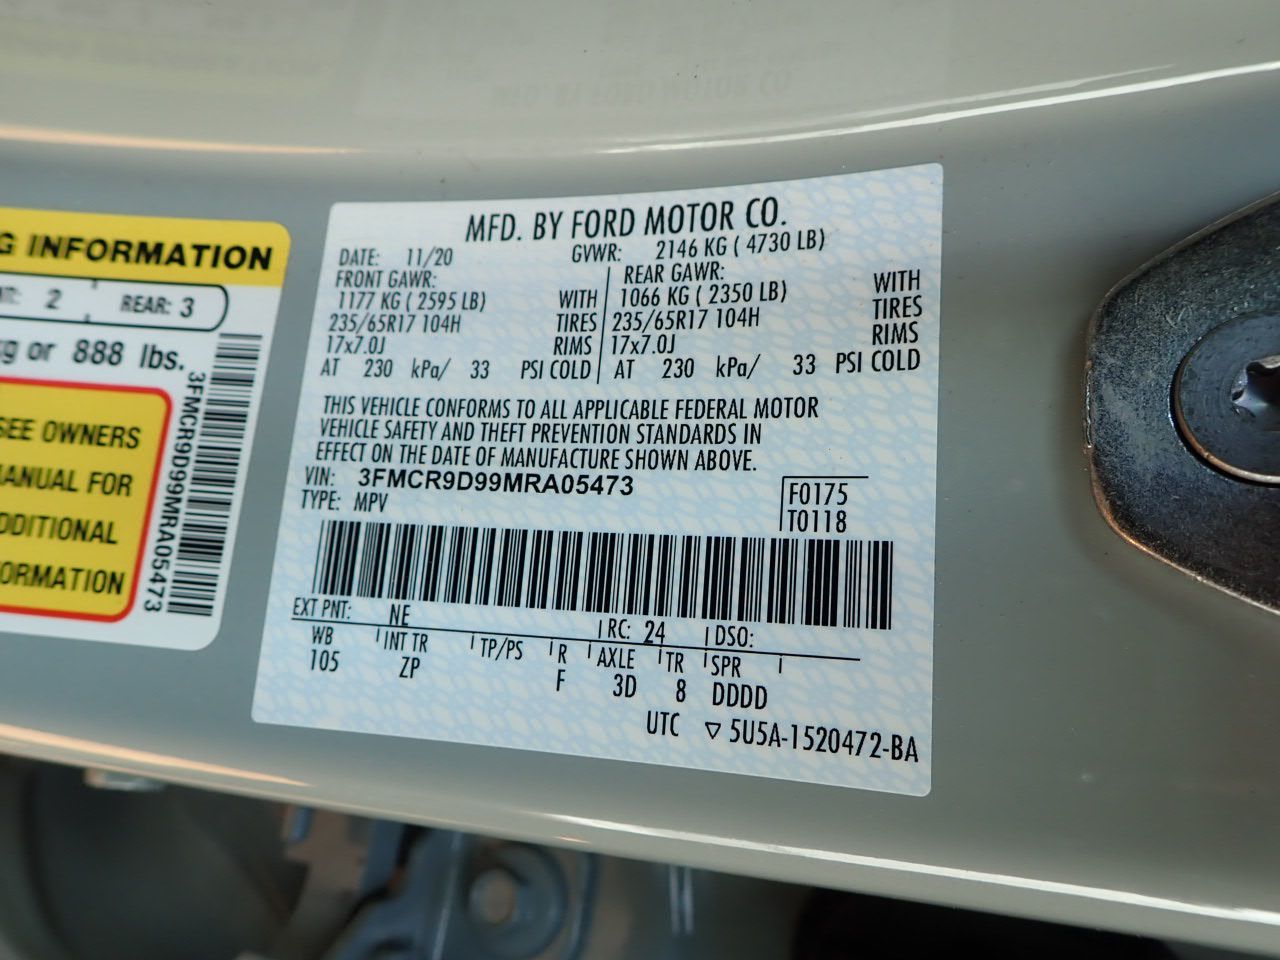 G INFORMATION
NT: 2 REAR: 3
kg or 888 lbs.
SEE OWNERS
MANUAL FOR
ADDITIONAL
FORMATION
3FMCR9D99MRA05473
MFD. BY FORD MOTOR CO.
DATE: 11/20 GVWR: 2146 KG ( 4730 LB)
FRONT GAWR: REAR GAWR:
1177 KG ( 2595 LB) WITH 1066 KG ( 2350 LB) WITH
235/65R17 104H TIRES 235/65R17 104H TIRES
17x7.0J RIMS 17x7.0J RIMS
AT 230 kPa/ 33 PSI COLD AT 230 kPa/ 33 PSI COLD
THIS VEHICLE CONFORMS TO ALL APPLICABLE FEDERAL MOTOR
VEHICLE SAFETY AND THEFT PREVENTION STANDARDS IN
EFFECT ON THE DATE OF MANUFACTURE SHOWN ABOVE.
VIN: 3FMCR9D99MRA05473
TYPE: MPV
F0175
T0118
EXT PNT: NE RC: 24 DSO:
WB INT TR TP/PS R AXLE TR SPR
105 ZP F 3D 8 DDDD
UTC ▽ 5U5A-1520472-BA